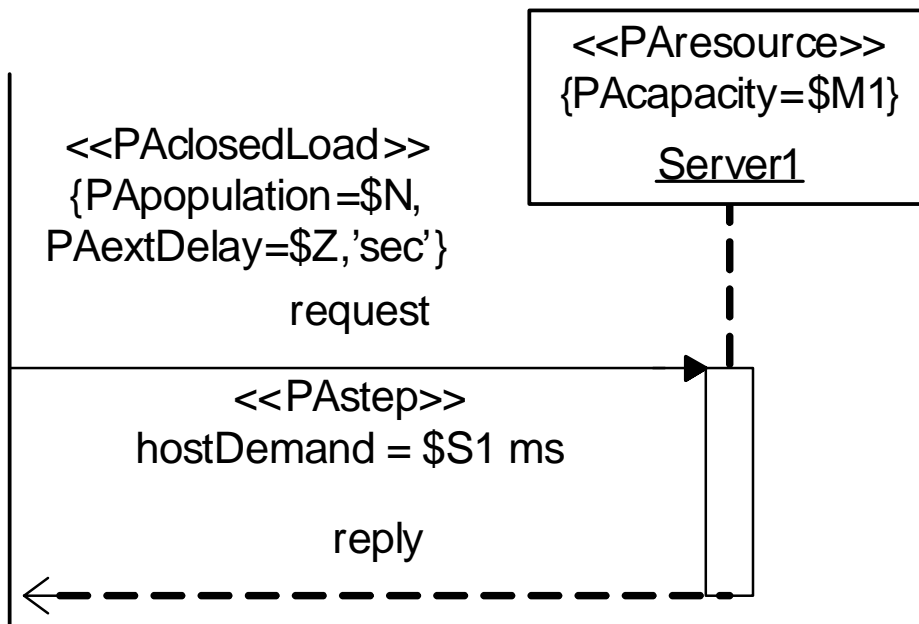 <<PAresource>>
{PAcapacity=$M1}
Server1
<<PAclosedLoad>>
{PApopulation=$N,
PAextDelay=$Z,’sec’}
request
<<PAstep>>
hostDemand = $S1 ms
reply